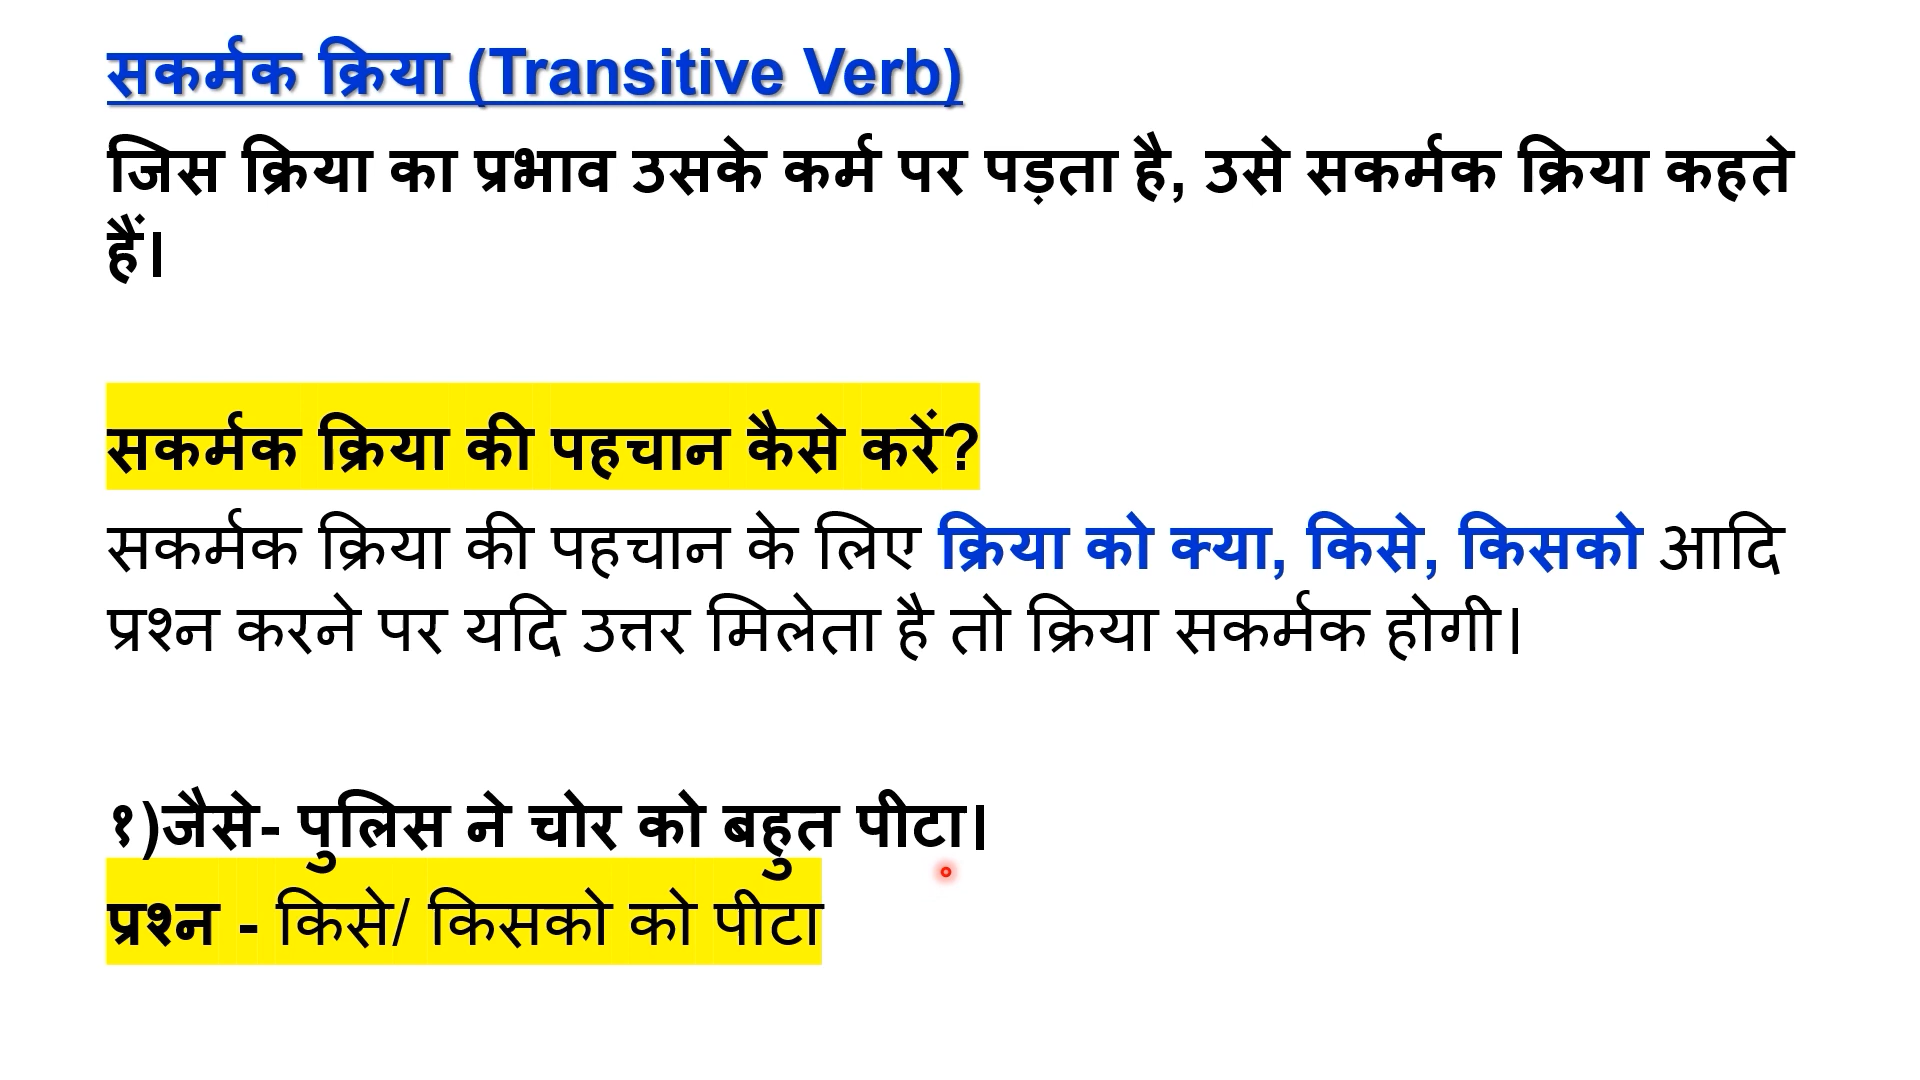 सकर्मक क्रिया (Transitive Verb)
जिस क्रिया का प्रभाव उसके कर्म पर पड़ता है, उसे सकर्मक क्रिया कहते
हैं।
सकर्मक क्रिया की पहचान कैसे करें?
सकर्मक क्रिया की पहचान के लिए क्रिया को क्या, किसे, किसको आदि
प्रश्न करने पर यदि उत्तर मिलेता है तो क्रिया सकर्मक होगी।
१)जैसे- पुलिस ने चोर को बहुत पीटा।
प्रश्न - किसे/ किसको को पीटा